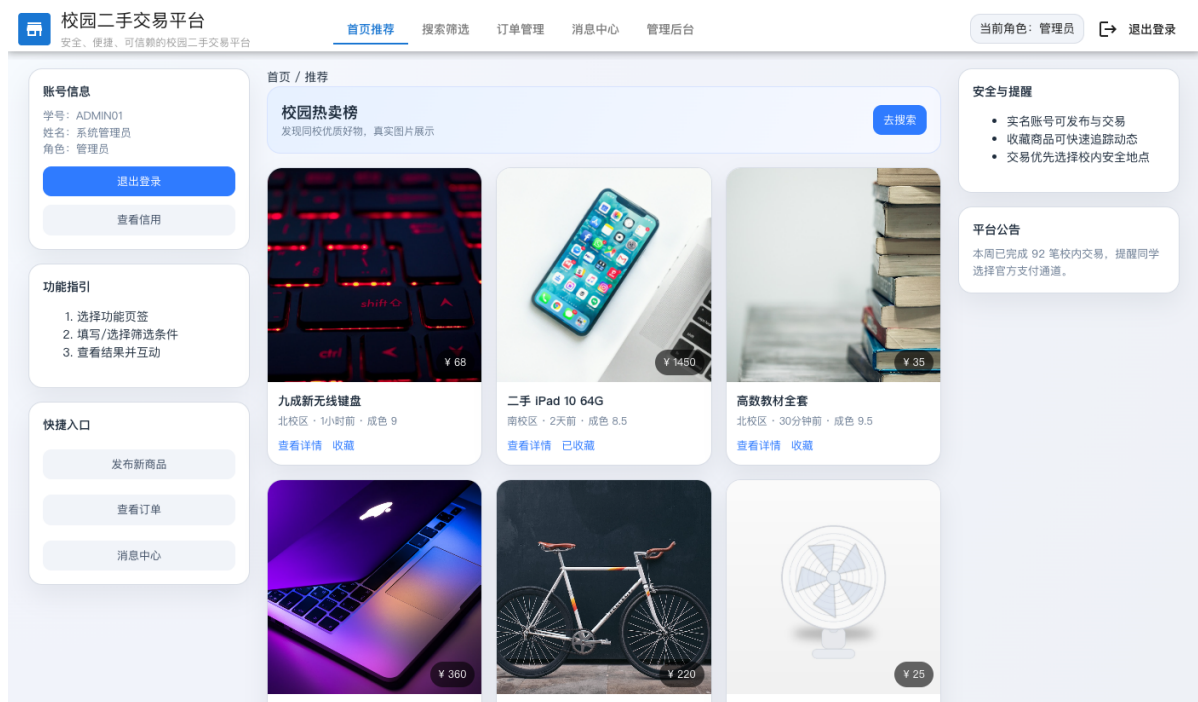 校园二手交易平台
安全、便捷、可信赖的校园二手交易平台
首页推荐
搜索筛选
订单管理
消息中心
管理后台
当前角色：管理员
退出登录
账号信息
学号：ADMIN01
姓名：系统管理员
角色：管理员
退出登录
查看信用
功能指引
1. 选择功能页签
2. 填写/选择筛选条件
3. 查看结果并互动
快捷入口
发布新商品
查看订单
消息中心
首页 / 推荐
校园热卖榜
发现同校优质好物，真实图片展示
去搜索
shift
ctrl
¥ 68
九成新无线键盘
北校区 · 1小时前 · 成色 9
查看详情 收藏
¥ 1450
二手 iPad 10 64G
南校区 · 2天前 · 成色 8.5
查看详情 已收藏
¥ 35
高数教材全套
北校区 · 30分钟前 · 成色 9.5
查看详情 收藏
¥ 360
¥ 220
¥ 25
安全与提醒
• 实名账号可发布与交易
• 收藏商品可快速追踪动态
• 交易优先选择校内安全地点
平台公告
本周已完成 92 笔校内交易，提醒同学
选择官方支付通道。